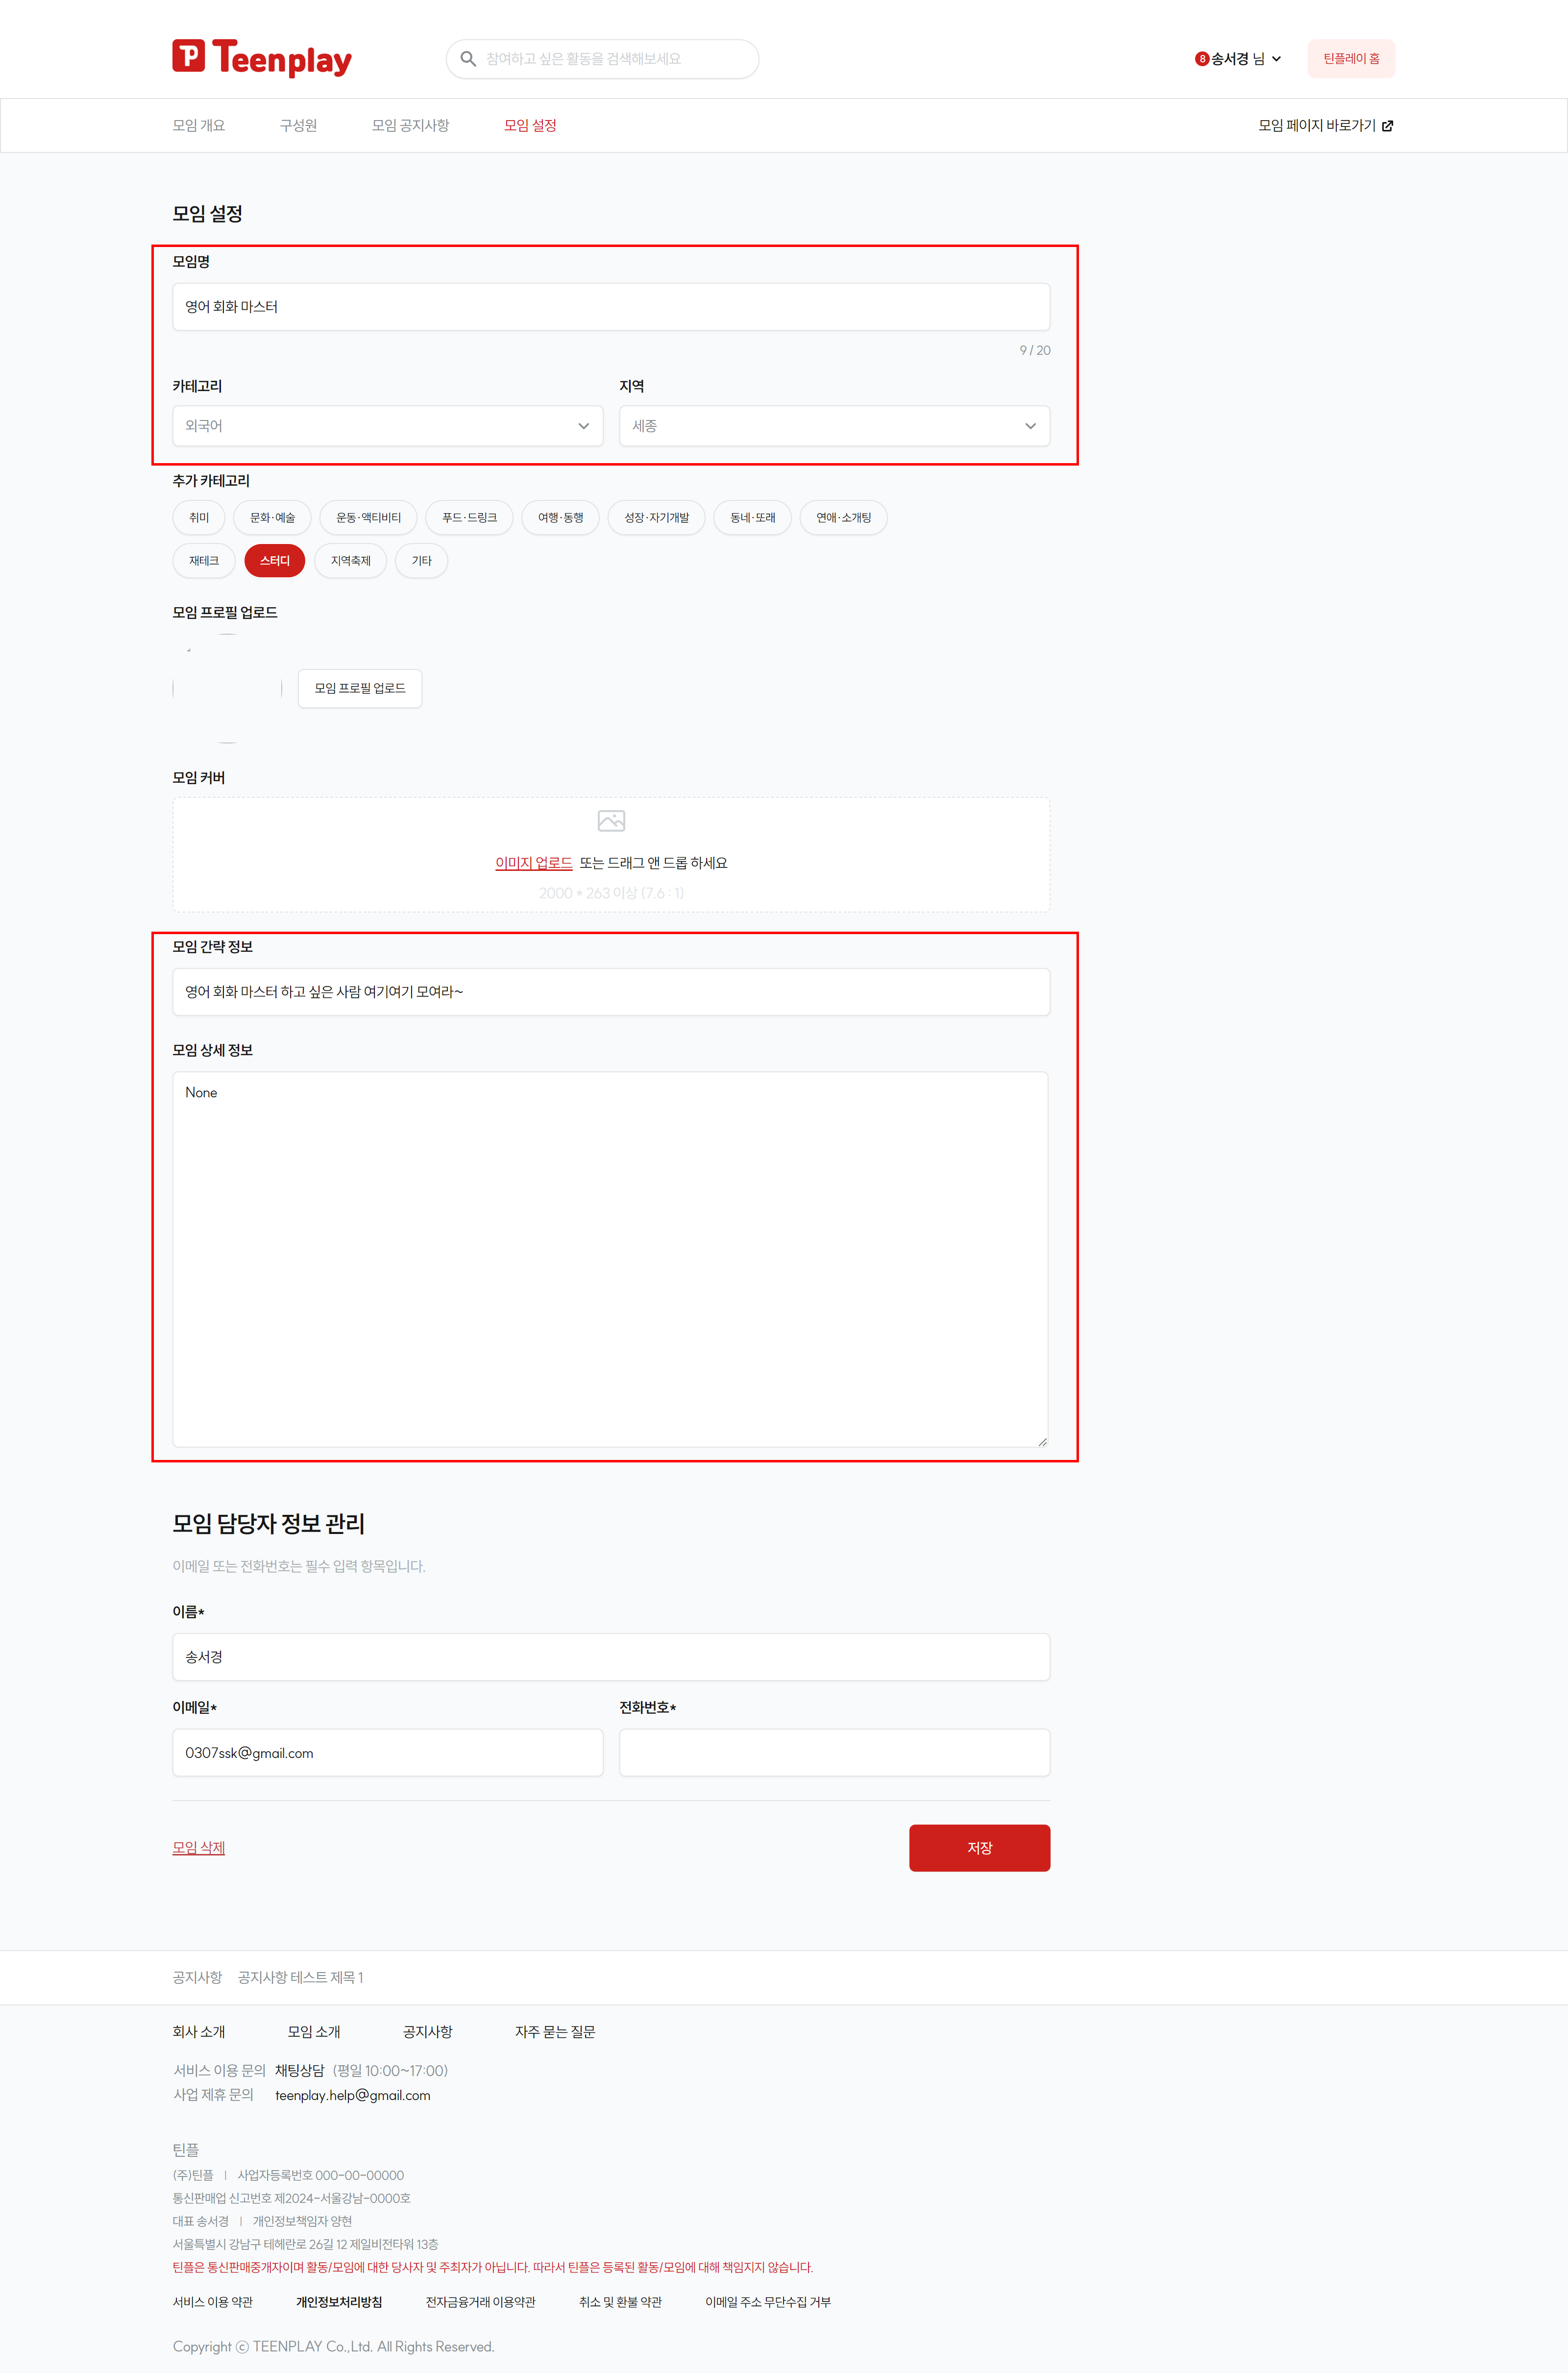 Teenplay
참여하고 싶은 활동을 검색해보세요
8 송서경 님
틴플레이 홈
모임 개요 구성원 모임 공지사항 모임 설정 모임 페이지 바로가기
모임 설정
모임명
영어 회화 마스터
9 / 20
카테고리 지역
외국어 세종
추가 카테고리
취미 문화·예술 운동·액티비티 푸드·드링크 여행·동행 성장·자기개발 동네·또래 연애·소개팅
재테크 스터디 지역축제 기타
모임 프로필 업로드
모임 프로필 업로드
모임 커버
이미지 업로드 또는 드래그 앤 드롭 하세요
2000 * 263 이상 (7.6 : 1)
모임 간략 정보
영어 회화 마스터 하고 싶은 사람 여기여기 모여라~
모임 상세 정보
None
모임 담당자 정보 관리
이메일 또는 전화번호는 필수 입력 항목입니다.
이름*
송서경
이메일* 전화번호*
0307ssk@gmail.com
모임 삭제 저장
공지사항 공지사항 테스트 제목 1
회사 소개 모임 소개 공지사항 자주 묻는 질문
서비스 이용 문의 채팅상담 (평일 10:00~17:00)
사업 제휴 문의 teenplay.help@gmail.com
틴플
(주)틴플 | 사업자등록번호 000-00-00000
통신판매업 신고번호 제2024-서울강남-0000호
대표 송서경 | 개인정보책임자 양현
서울특별시 강남구 테헤란로 26길 12 제일비전타워 13층
틴플은 통신판매중개자이며 활동/모임에 대한 당사자 및 주최자가 아닙니다. 따라서 틴플은 등록된 활동/모임에 대해 책임지지 않습니다.
서비스 이용 약관 개인정보처리방침 전자금융거래 이용약관 취소 및 환불 약관 이메일 주소 무단수집 거부
Copyright ⓒ TEENPLAY Co.,Ltd. All Rights Reserved.